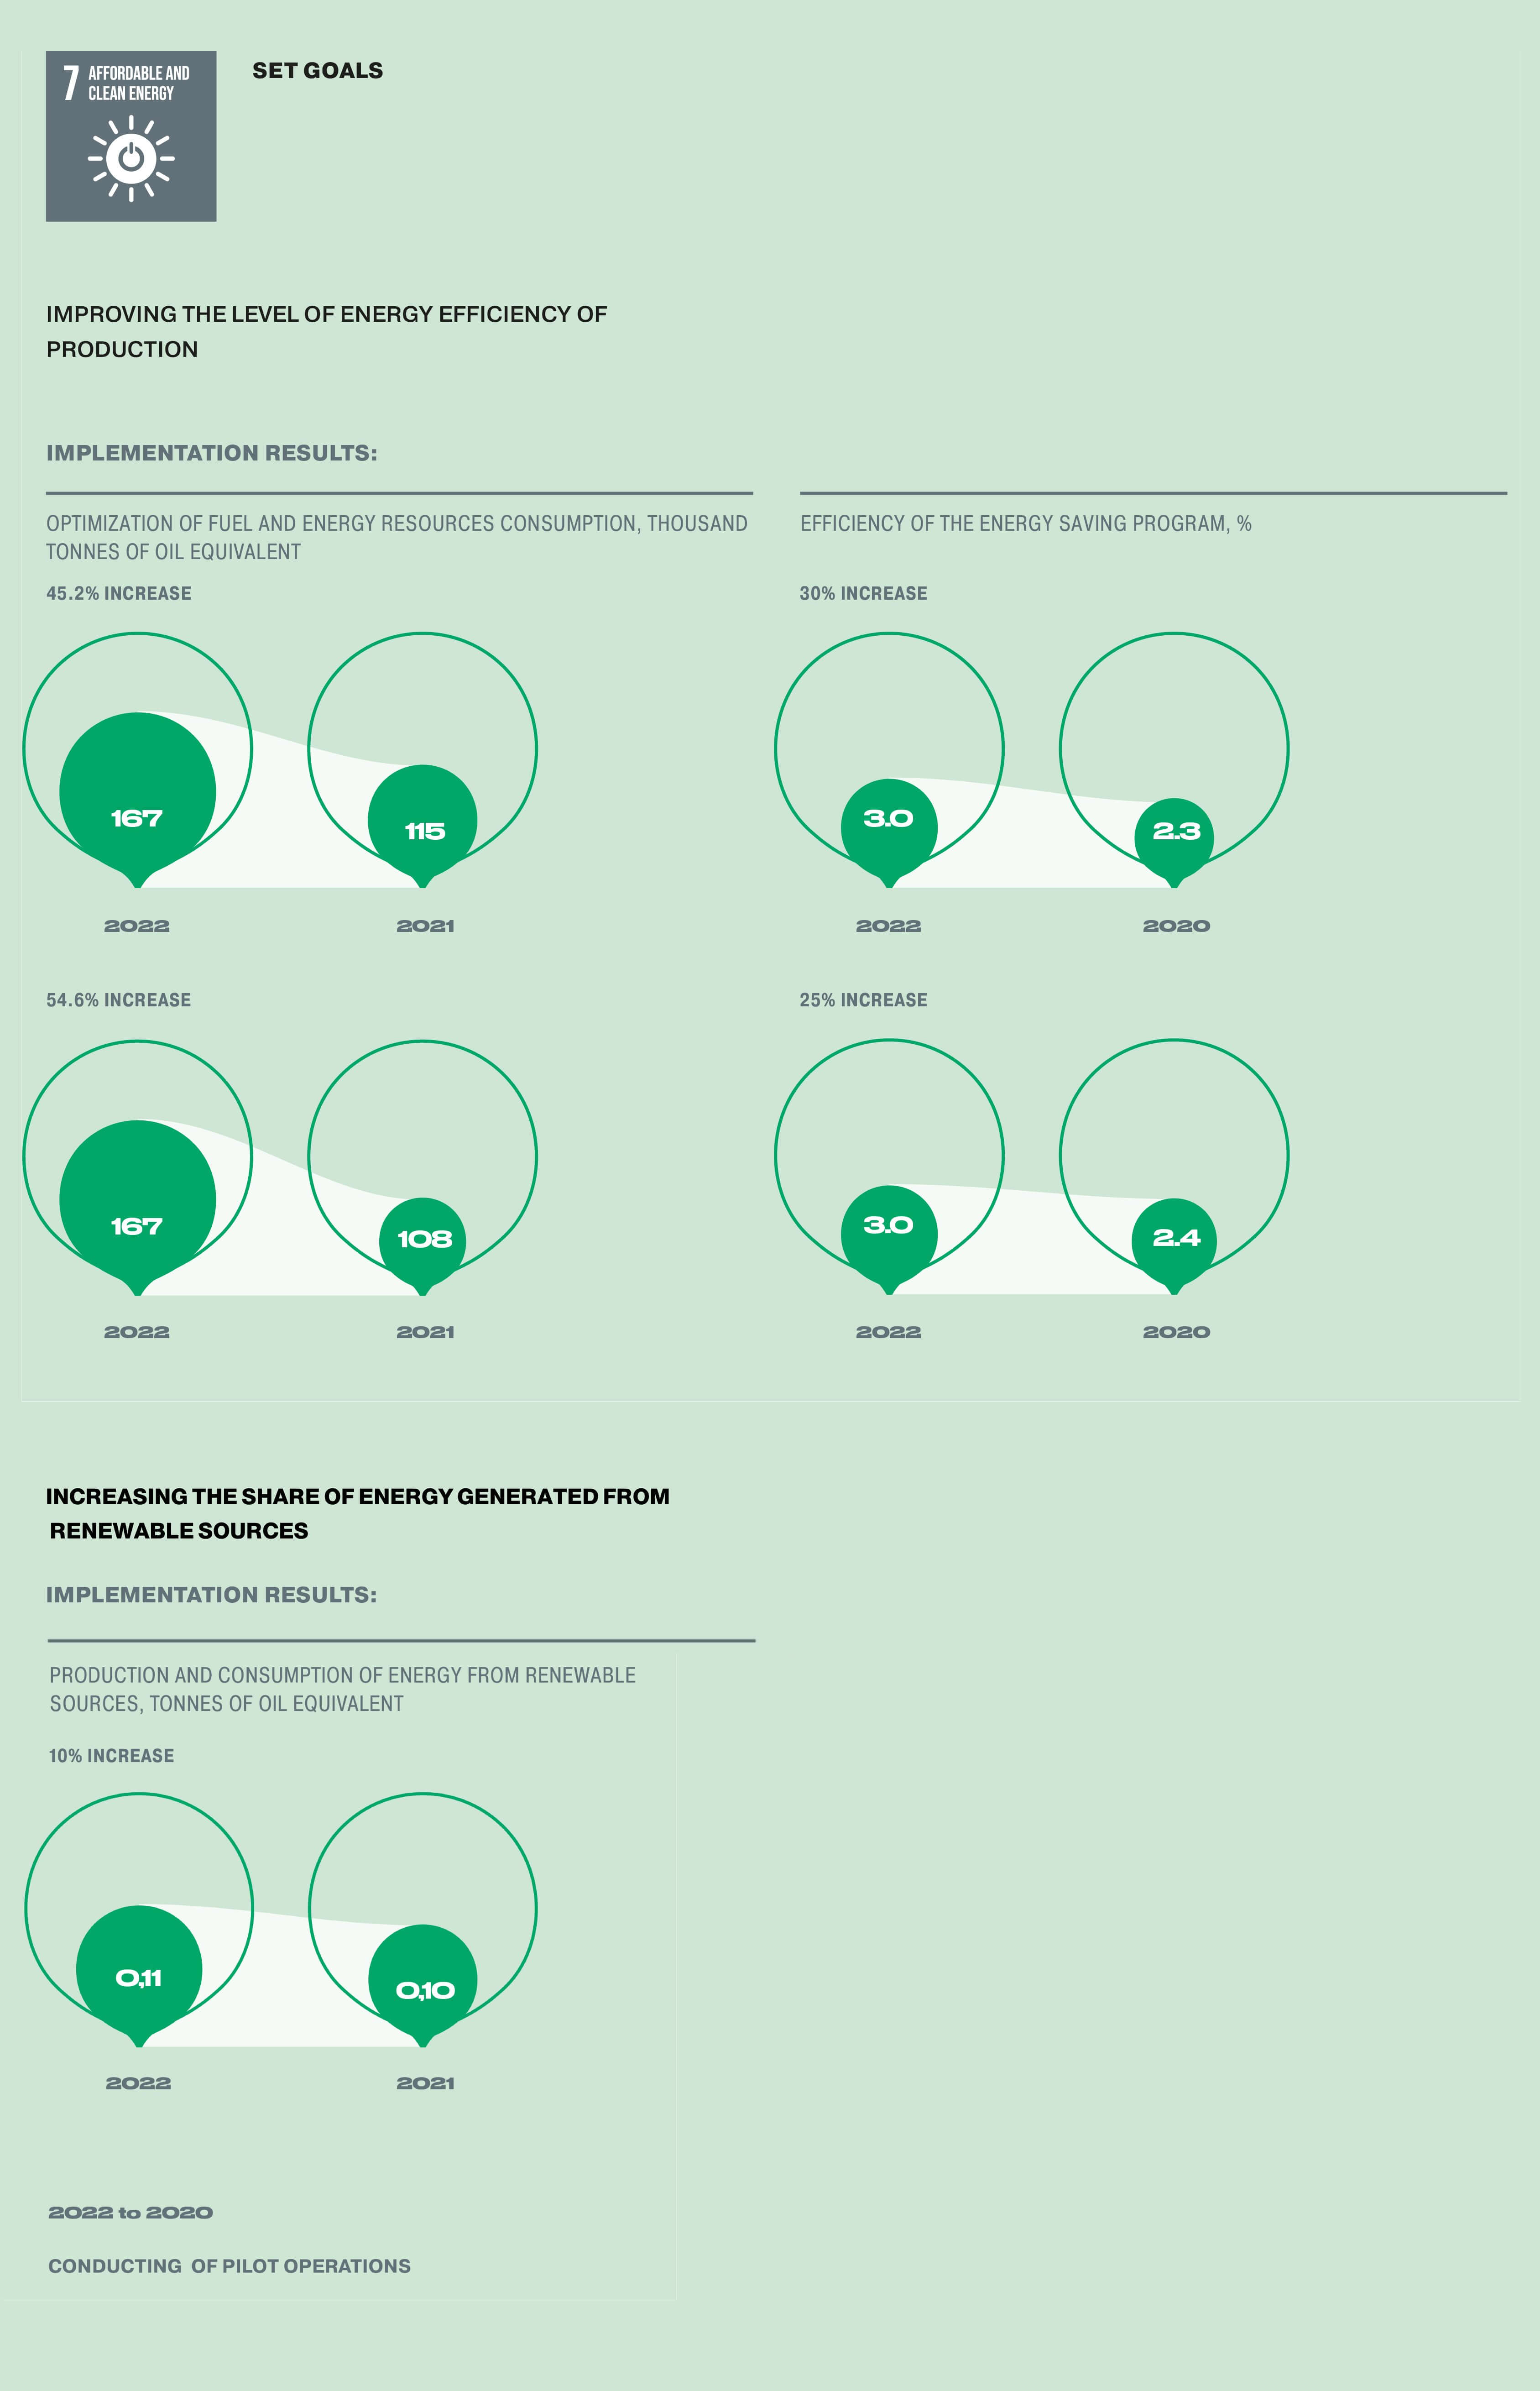 7 AFFORDABLE AND
CLEAN ENERGY
SET GOALS
IMPROVING THE LEVEL OF ENERGY EFFICIENCY OF
PRODUCTION
IMPLEMENTATION RESULTS:
OPTIMIZATION OF FUEL AND ENERGY RESOURCES CONSUMPTION, THOUSAND
TONNES OF OIL EQUIVALENT
45.2% INCREASE
167
115
2022
2021
54.6% INCREASE
167
108
2022
2021
EFFICIENCY OF THE ENERGY SAVING PROGRAM, %
30% INCREASE
3.0
2.3
2022
2020
25% INCREASE
3.0
2.4
2022
2020
INCREASING THE SHARE OF ENERGY GENERATED FROM
RENEWABLE SOURCES
IMPLEMENTATION RESULTS:
PRODUCTION AND CONSUMPTION OF ENERGY FROM RENEWABLE
SOURCES, TONNES OF OIL EQUIVALENT
10% INCREASE
0,11
0,10
2022
2021
2022 to 2020
CONDUCTING OF PILOT OPERATIONS